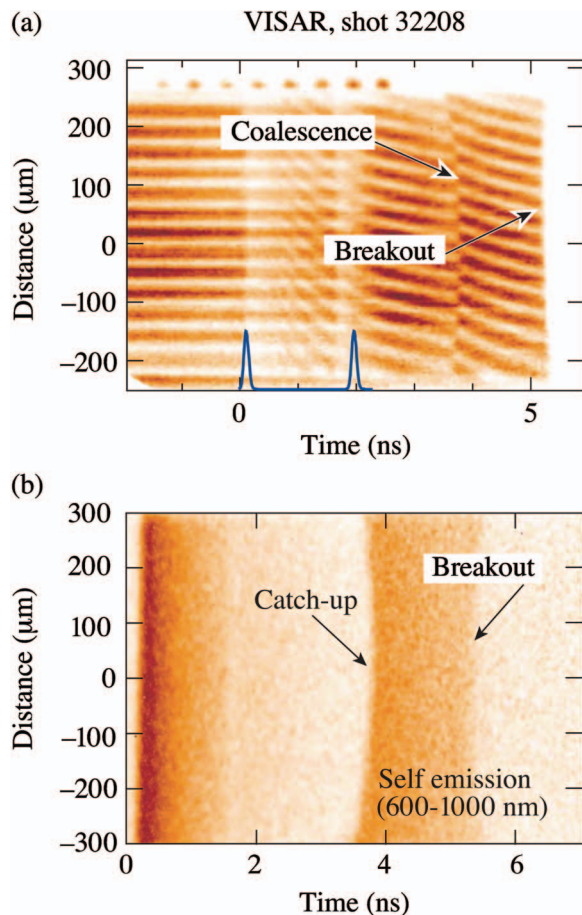 (a)
VISAR, shot 32208
300
200
100
0
−100
−200
Distance (µm)
Coalescence
Breakout
0
5
Time (ns)
(b)
300
200
100
0
−100
−200
−300
Distance (µm)
Catch-up
Breakout
Self emission
(600-1000 nm)
0
2
4
6
Time (ns)